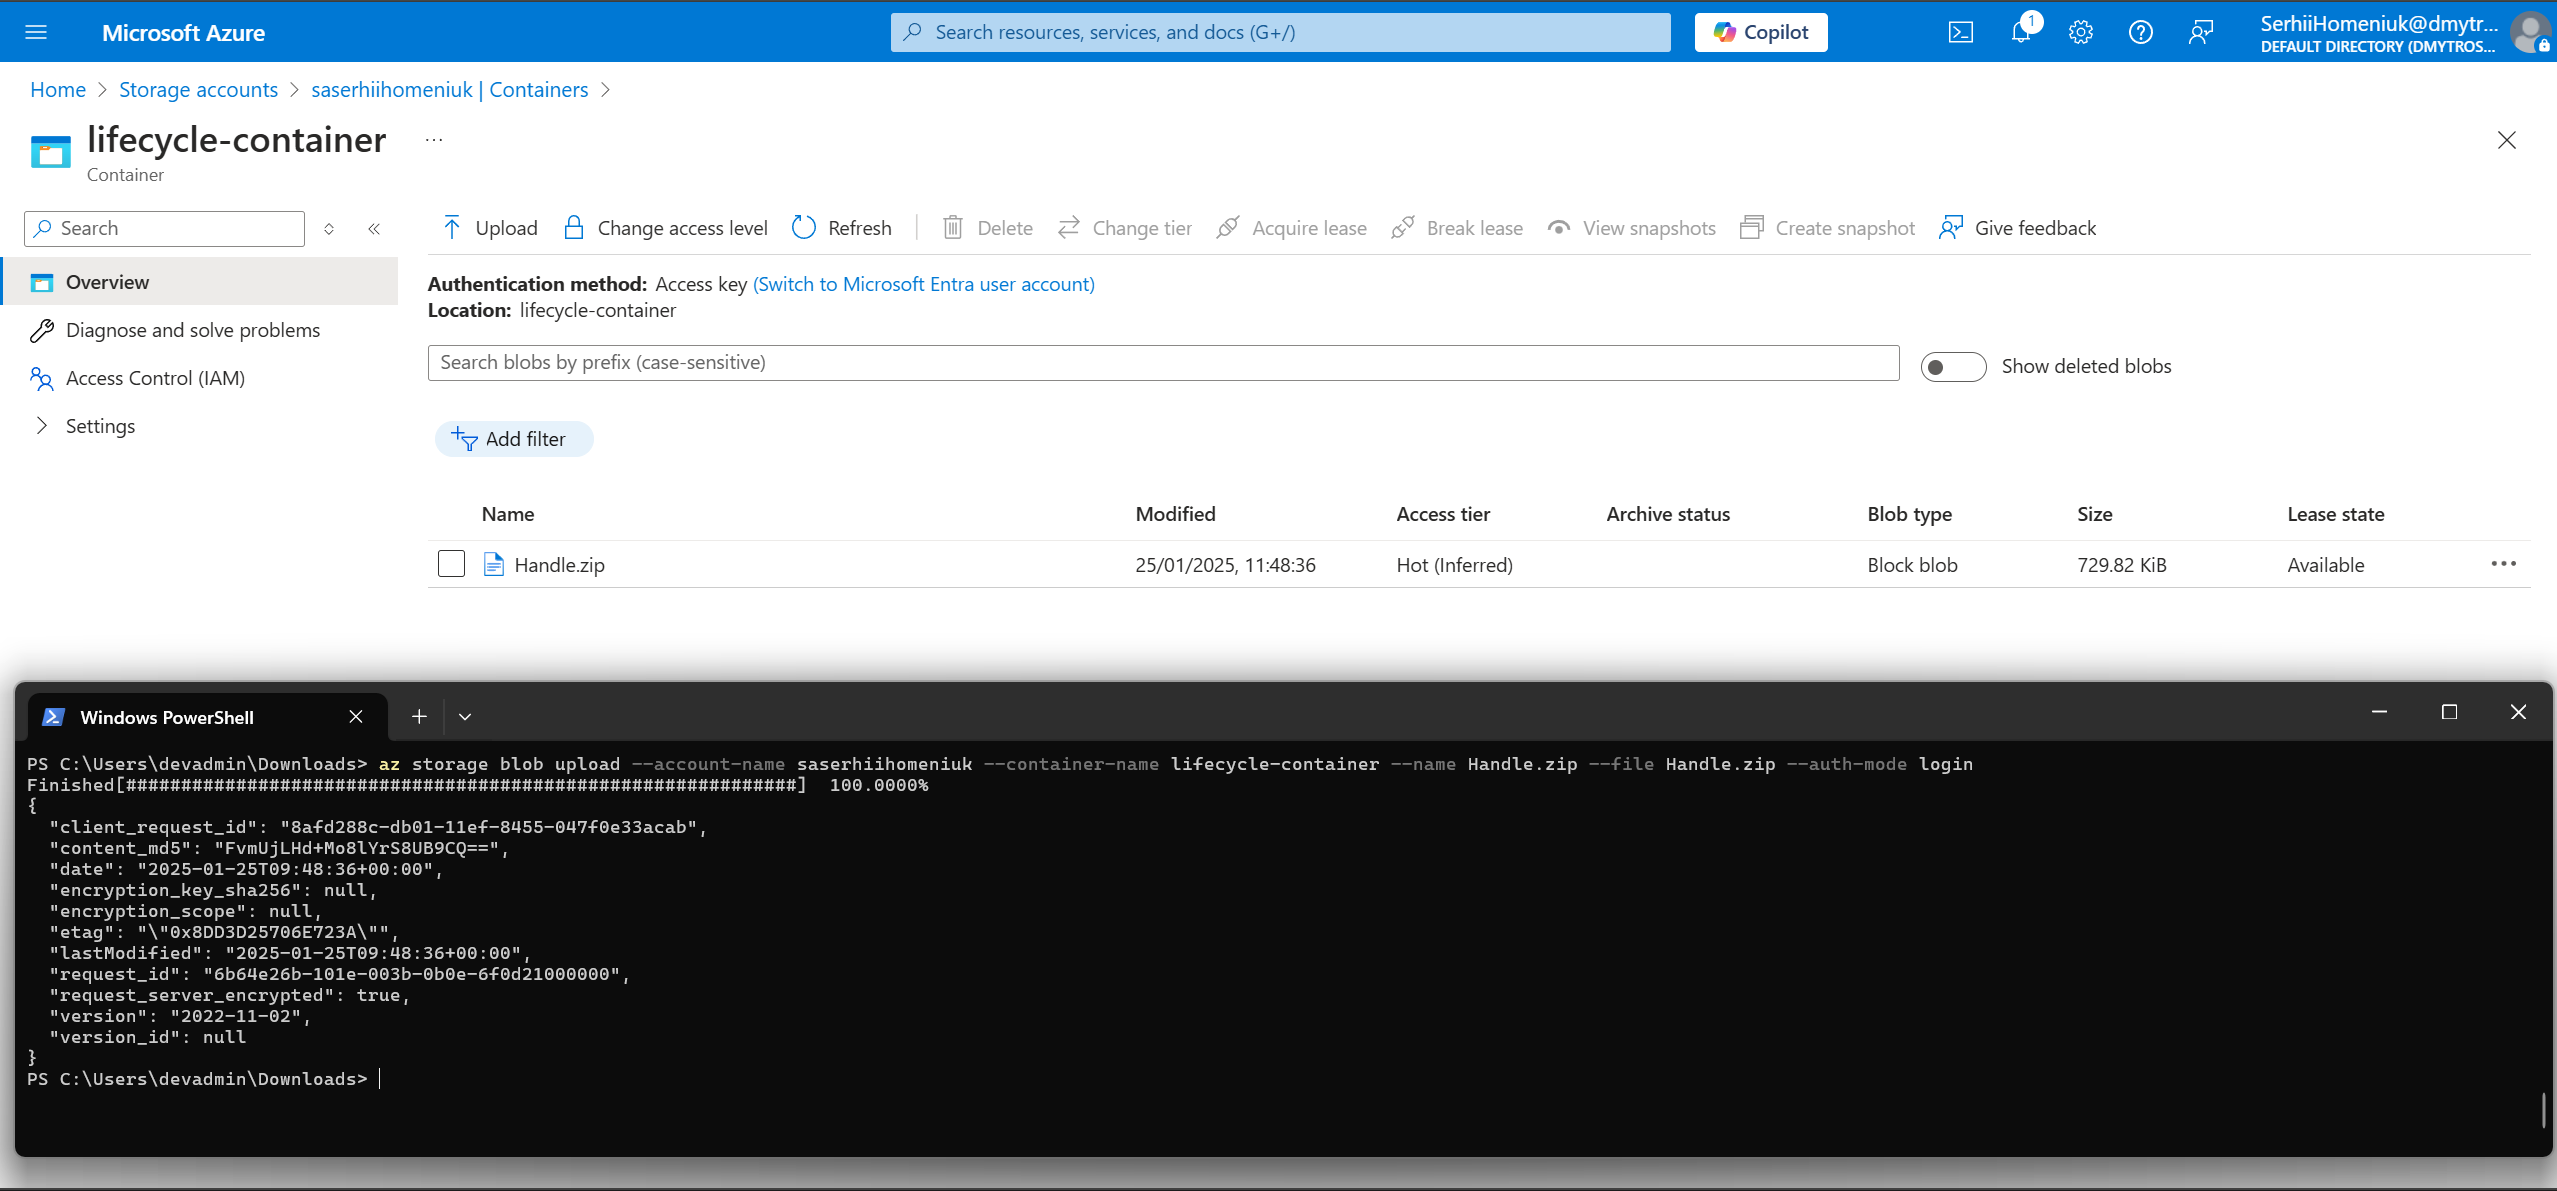 Microsoft Azure
Search resources, services, and docs (G+/)
Copilot
1
SerhiiHomeniuk@dmytr...
DEFAULT DIRECTORY (DMYTROS...
Home > Storage accounts > saserhiihomeniuk | Containers >
lifecycle-container ...
Container
Search
Overview
Diagnose and solve problems
Access Control (IAM)
Settings
Upload Change access level Refresh Delete Change tier Acquire lease Break lease View snapshots Create snapshot Give feedback
Authentication method: Access key (Switch to Microsoft Entra user account)
Location: lifecycle-container
Search blobs by prefix (case-sensitive)
Show deleted blobs
Add filter
Name Modified Access tier Archive status Blob type Size Lease state
Handle.zip 25/01/2025, 11:48:36 Hot (Inferred) Block blob 729.82 KiB Available ...
Windows PowerShell
PS C:\Users\devadmin\Downloads> az storage blob upload --account-name saserhiihomeniuk --container-name lifecycle-container --name Handle.zip --file Handle.zip --auth-mode login
Finished[#############################################################] 100.0000%
{
"client_request_id": "8afd288c-db01-11ef-8455-047f0e33acab",
"content_md5": "FvmUjLHd+Mo8lYrS8UB9CQ==",
"date": "2025-01-25T09:48:36+00:00",
"encryption_key_sha256": null,
"encryption_scope": null,
"etag": "\"0x8DD3D25706E723A\"",
"lastModified": "2025-01-25T09:48:36+00:00",
"request_id": "6b64e26b-101e-003b-0b0e-6f0d21000000",
"request_server_encrypted": true,
"version": "2022-11-02",
"version_id": null
}
PS C:\Users\devadmin\Downloads>